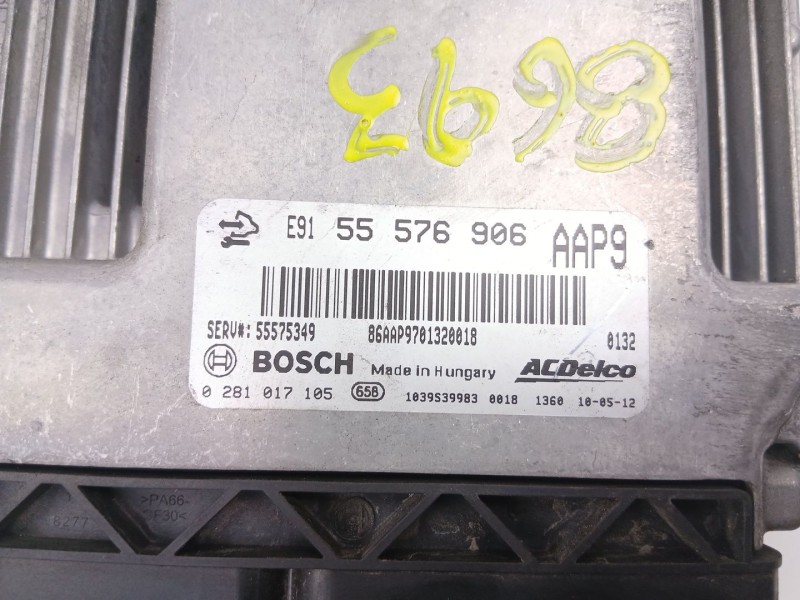 E91 55 576 906 AAP9
SERV#: 55575349 86AAP9701320018 0132
BOSCH Made in Hungary ACDelco
0 281 017 105 658 1039S39983 0018 1360 10-05-12
>PA66-
GF30<
8277